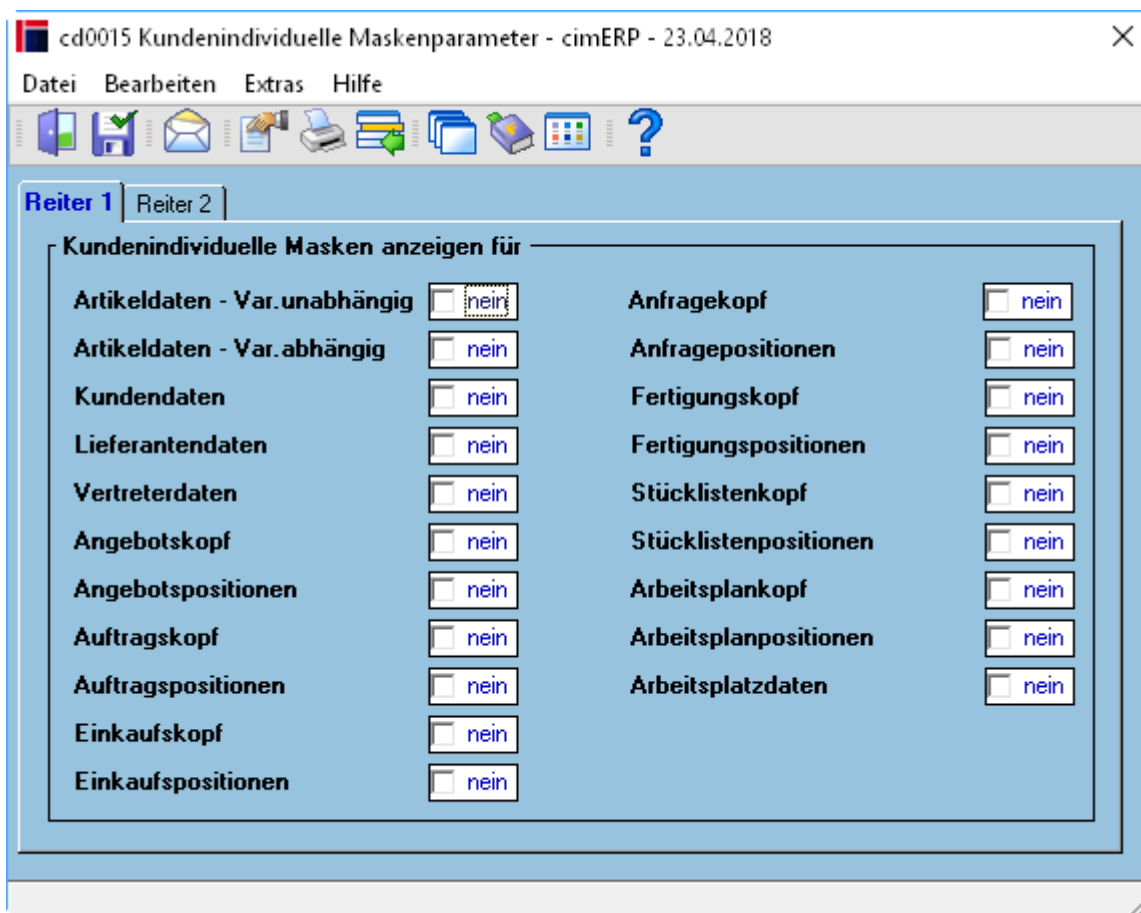 cd0015 Kundenindividuelle Maskenparameter - cimERP - 23.04.2018
Datei Bearbeiten Extras Hilfe
Reiter 1 Reiter 2
Kundenindividuelle Masken anzeigen für
Artikeldaten - Var.unabhängig nein Anfragekopf nein
Artikeldaten - Var.abhängig nein Anfragepositionen nein
Kundendaten nein Fertigungskopf nein
Lieferantendaten nein Fertigungspositionen nein
Vertreterdaten nein Stücklistenkopf nein
Angebotskopf nein Stücklistenpositionen nein
Angebotspositionen nein Arbeitsplankopf nein
Auftragskopf nein Arbeitsplanpositionen nein
Auftragspositionen nein Arbeitsplatzdaten nein
Einkaufskopf nein
Einkaufspositionen nein